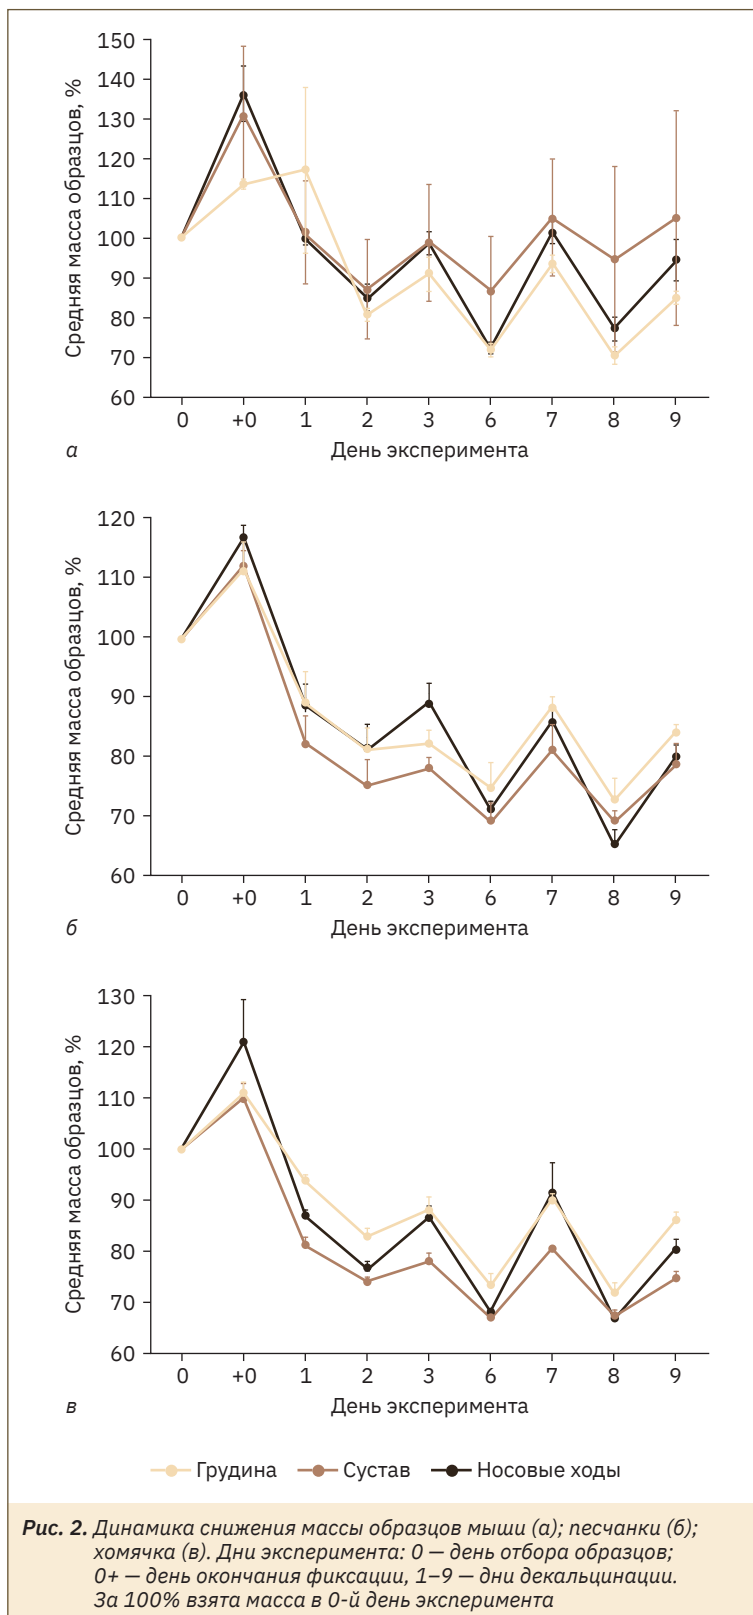 Средняя масса образцов, %
150
140
130
120
110
100
90
80
70
60
0 +0 1 2 3 6 7 8 9
День эксперимента
а
Средняя масса образцов, %
120
110
100
90
80
70
60
0 +0 1 2 3 6 7 8 9
День эксперимента
б
Средняя масса образцов, %
130
120
110
100
90
80
70
60
0 +0 1 2 3 6 7 8 9
День эксперимента
в
Грудина Сустав Носовые ходы
Рис. 2. Динамика снижения массы образцов мыши (а); песчанки (б);
хомячка (в). Дни эксперимента: 0 — день отбора образцов;
0+ — день окончания фиксации, 1–9 — дни декальцинации.
За 100% взята масса в 0-й день эксперимента